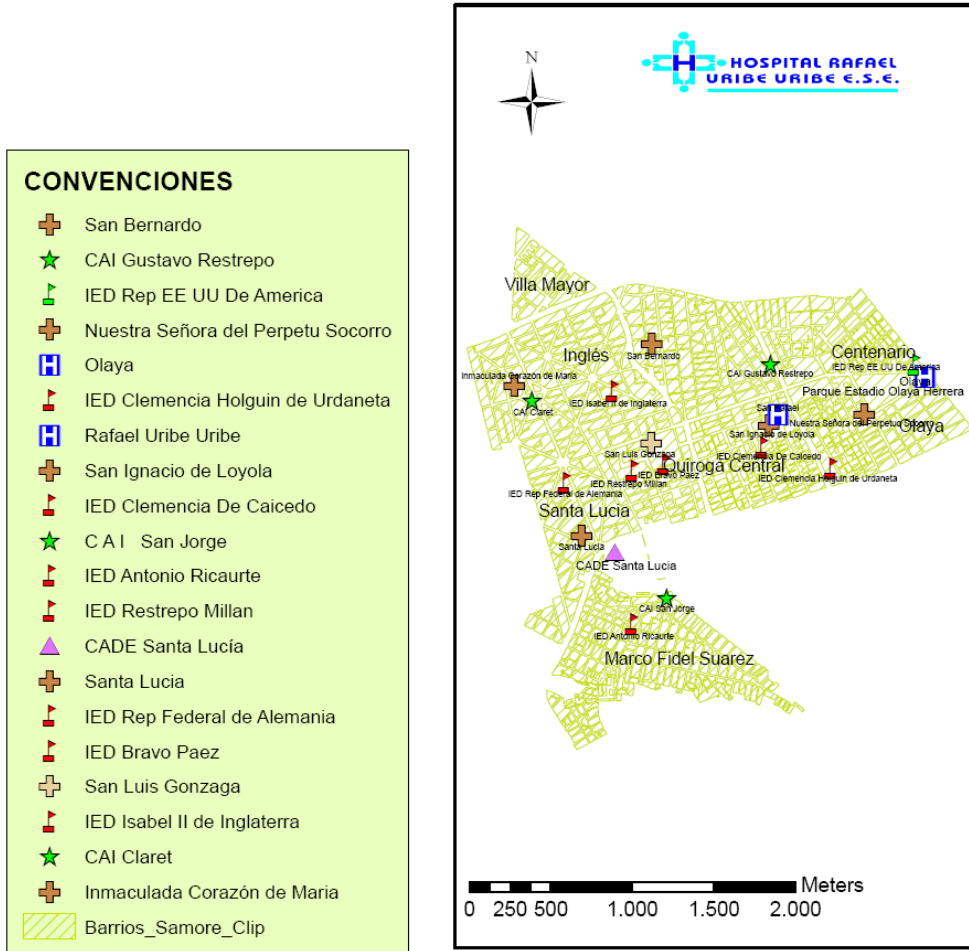 CONVENCIONES
San Bernardo
CAI Gustavo Restrepo
IED Rep EE UU De America
Nuestra Señora del Perpetu Socorro
Olaya
IED Clemencia Holguin de Urdaneta
Rafael Uribe Uribe
San Ignacio de Loyola
IED Clemencia De Caicedo
C A I San Jorge
IED Antonio Ricaurte
IED Restrepo Millan
CADE Santa Lucía
Santa Lucia
IED Rep Federal de Alemania
IED Bravo Paez
San Luis Gonzaga
IED Isabel II de Inglaterra
CAI Claret
Inmaculada Corazón de Maria
Barrios_Samore_Clip
N
H
HOSPITAL RAFAEL
URIBE URIBE E.S.E.
Villa Mayor
Inglés
San Bernardo
Centenario
CAI Gustavo Restrepo
IED Rep EE UU De America
Inmaculada Corazón de Maria
Olaya
CAI Claret
IED Isabel II de Inglaterra
Parque Estadio Olaya Herrera
San Rafael
Nuestra Señora del Perpetuo Socorro
Olaya
San Ignacio de Loyola
San Luis Gonzaga
IED Clemencia De Caicedo
Quiroga Central
IED Bravo Paez
IED Restrepo Millan
IED Clemencia Holguin de Urdaneta
IED Rep Federal de Alemania
Santa Lucia
Santa Lucia
CADE Santa Lucia
CAI San Jorge
IED Antonio Ricaurte
Marco Fidel Suarez
Meters
0 250 500 1.000 1.500 2.000